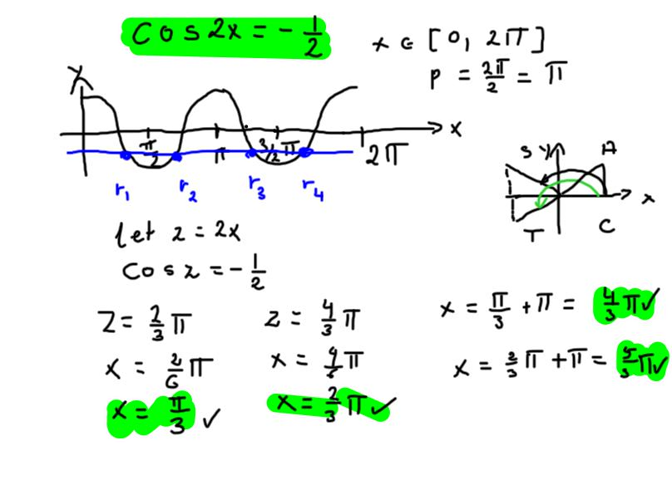 cos 2x = -1/2
x ∈ [0, 2π]
p = 2π/2 = π
y
π/2 π 3/2 π 2π x
r1 r2 r3 r4
S y A
x
T C
let z = 2x
cos z = -1/2
z = 2/3 π
x = 2/6 π
x = π/3 ✓
z = 4/3 π
x = 4/6 π
x = 2/3 π ✓
x = π/3 + π = 4/3 π ✓
x = 2/3 π + π = 5/3 π ✓